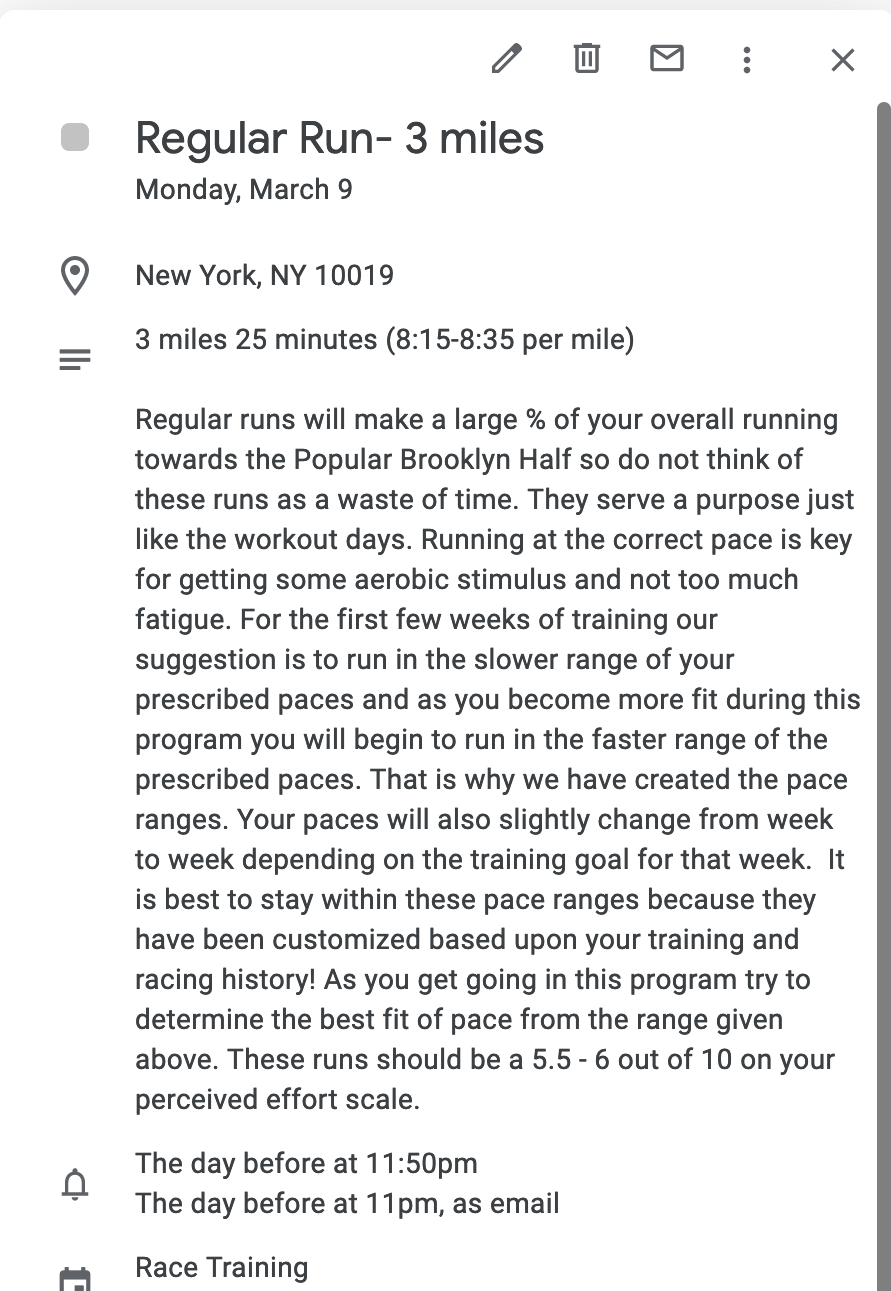 Regular Run- 3 miles
Monday, March 9
New York, NY 10019
3 miles 25 minutes (8:15-8:35 per mile)
Regular runs will make a large % of your overall running
towards the Popular Brooklyn Half so do not think of
these runs as a waste of time. They serve a purpose just
like the workout days. Running at the correct pace is key
for getting some aerobic stimulus and not too much
fatigue. For the first few weeks of training our
suggestion is to run in the slower range of your
prescribed paces and as you become more fit during this
program you will begin to run in the faster range of the
prescribed paces. That is why we have created the pace
ranges. Your paces will also slightly change from week
to week depending on the training goal for that week.  It
is best to stay within these pace ranges because they
have been customized based upon your training and
racing history! As you get going in this program try to
determine the best fit of pace from the range given
above. These runs should be a 5.5 - 6 out of 10 on your
perceived effort scale.
The day before at 11:50pm
The day before at 11pm, as email
Race Training